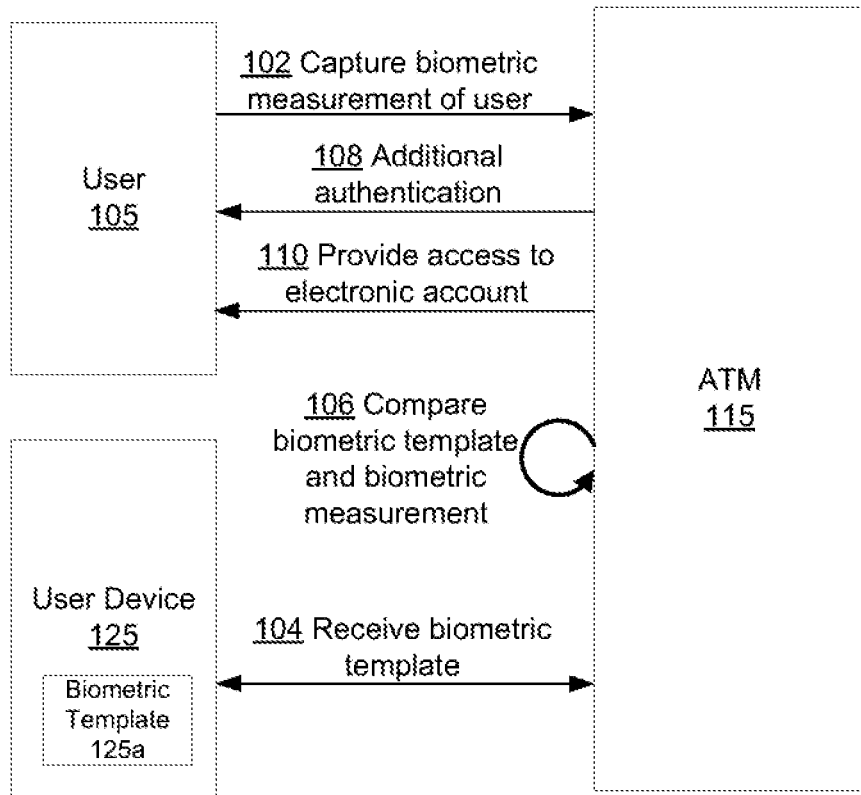 102 Capture biometric
measurement of user
108 Additional
authentication
User
105
110 Provide access to
electronic account
ATM
115
106 Compare
biometric template
and biometric
measurement
User Device
125
104 Receive biometric
template
Biometric
Template
125a